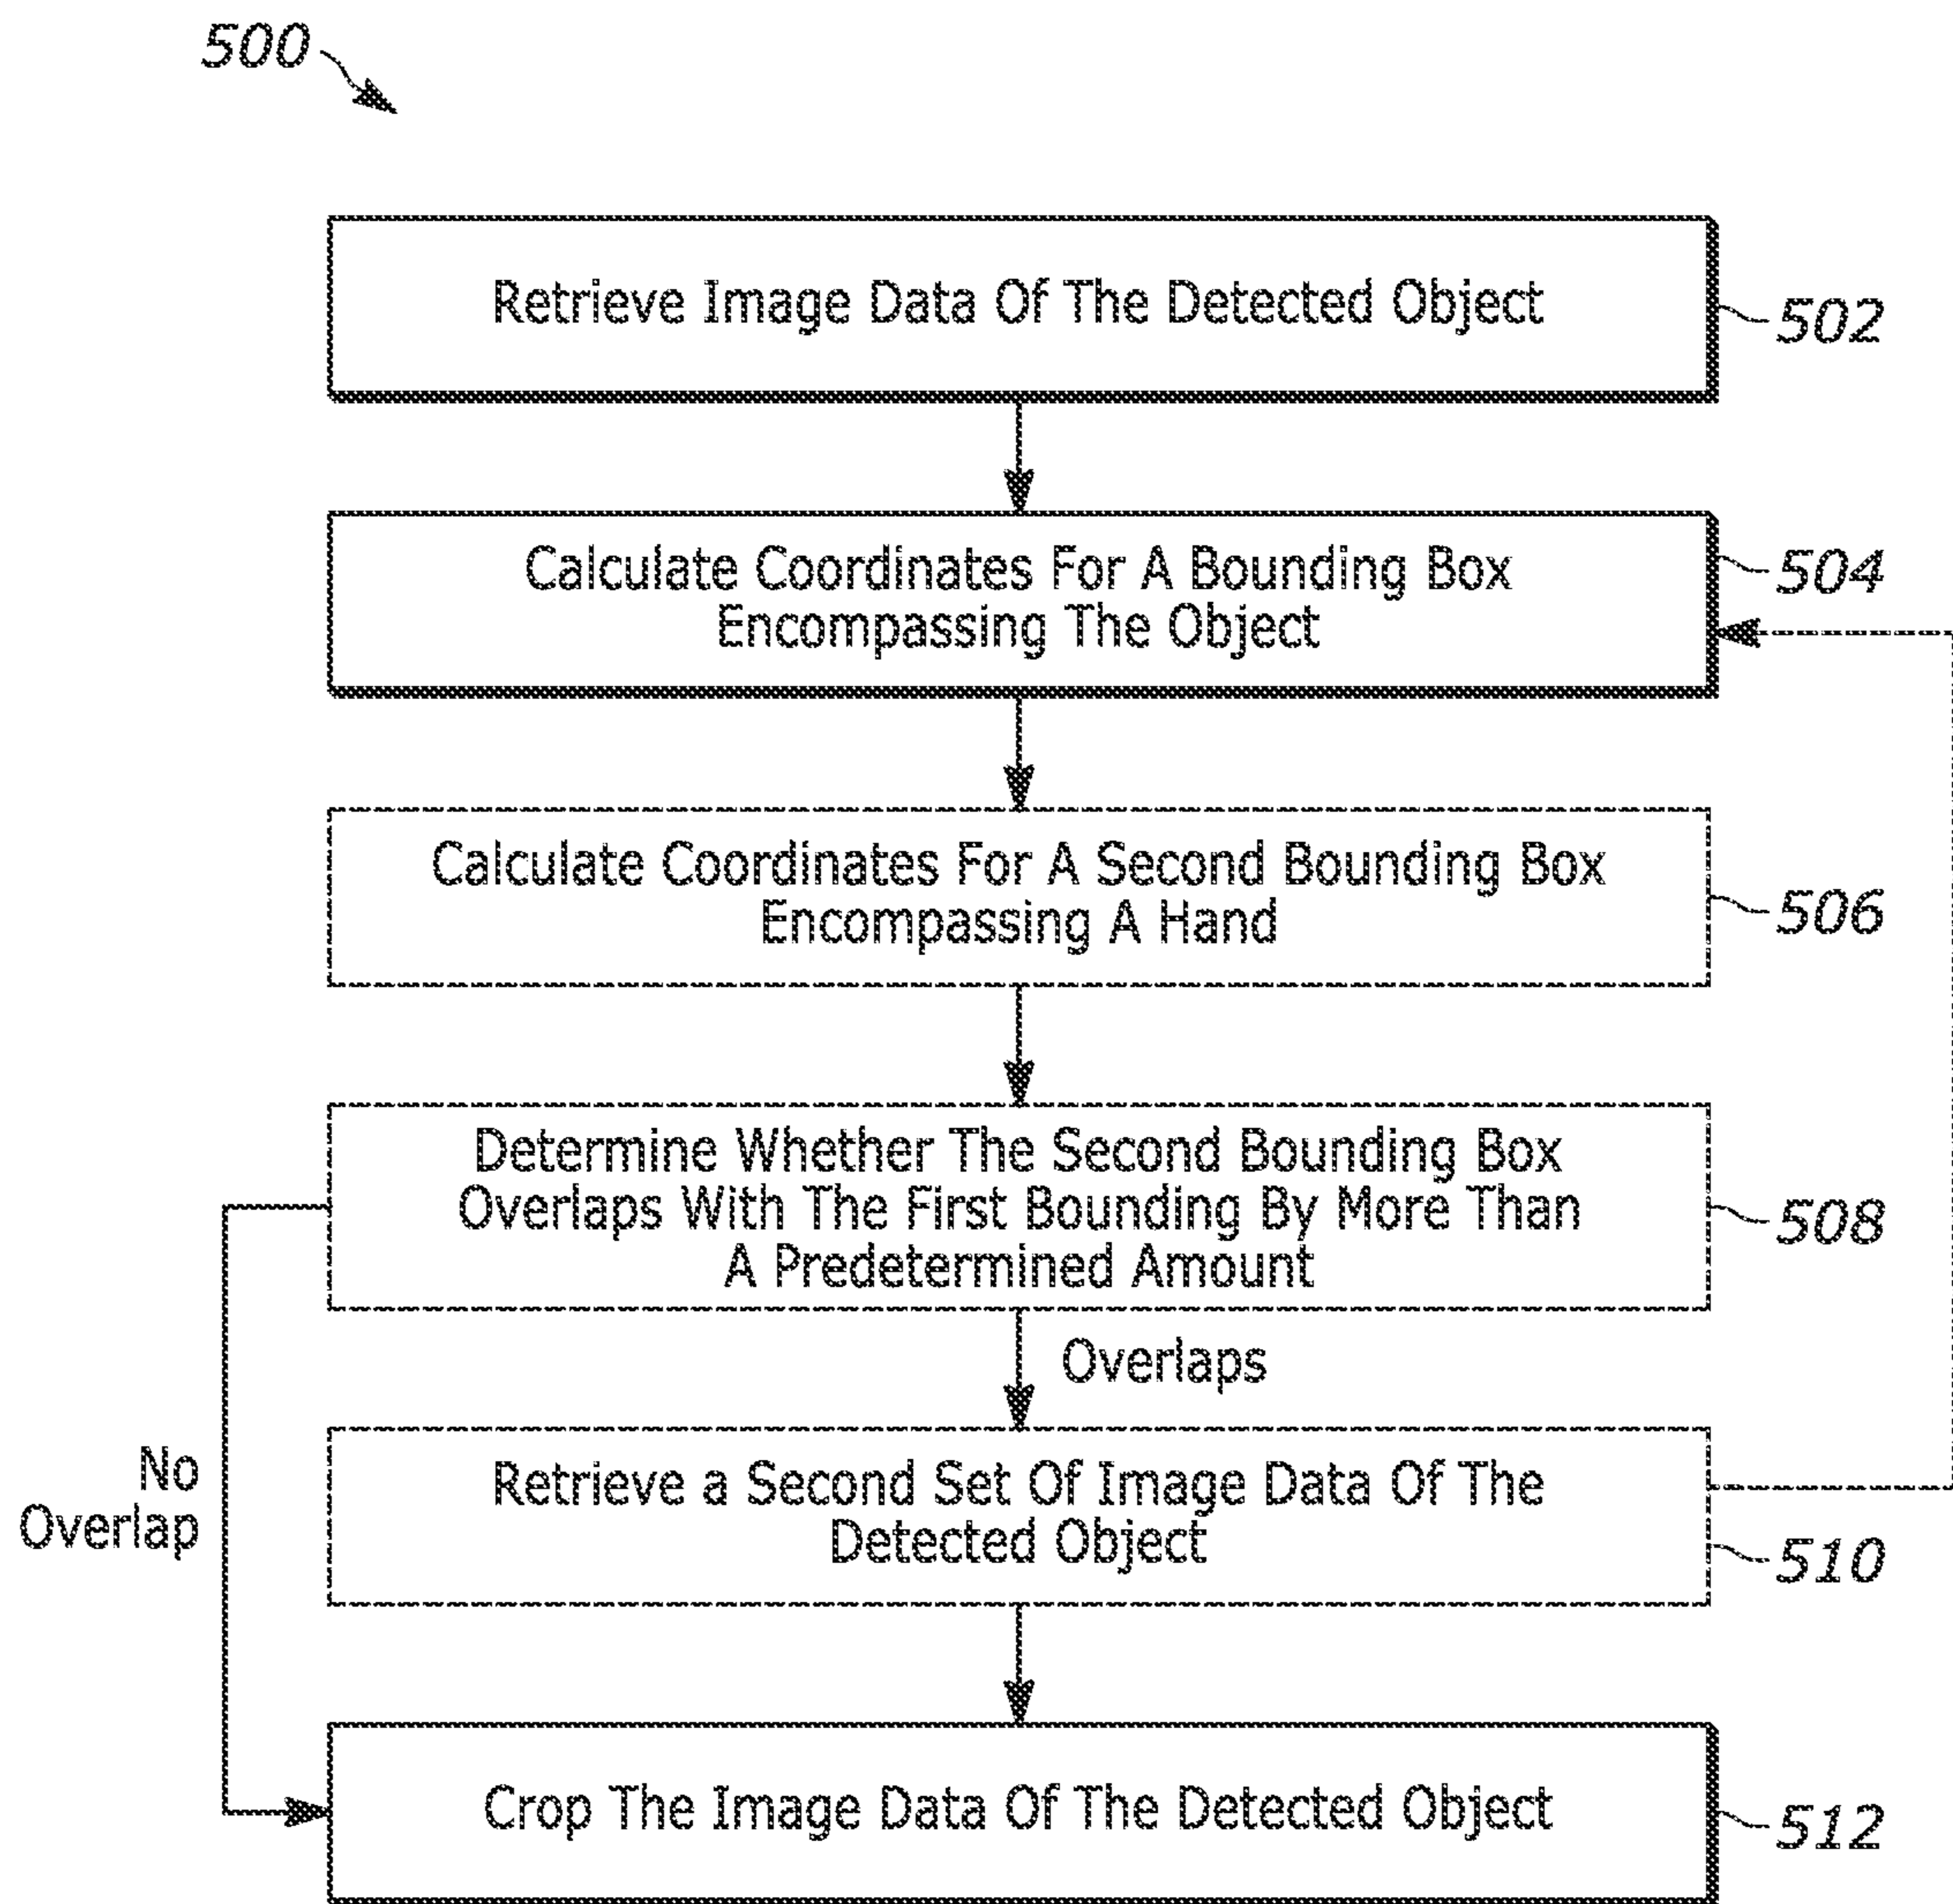 500
Retrieve Image Data Of The Detected Object
502
Calculate Coordinates For A Bounding Box
Encompassing The Object
504
Calculate Coordinates For A Second Bounding Box
Encompassing A Hand
506
Determine Whether The Second Bounding Box
Overlaps With The First Bounding By More Than
A Predetermined Amount
508
Overlaps
No
Overlap
Retrieve a Second Set Of Image Data Of The
Detected Object
510
Crop The Image Data Of The Detected Object
512